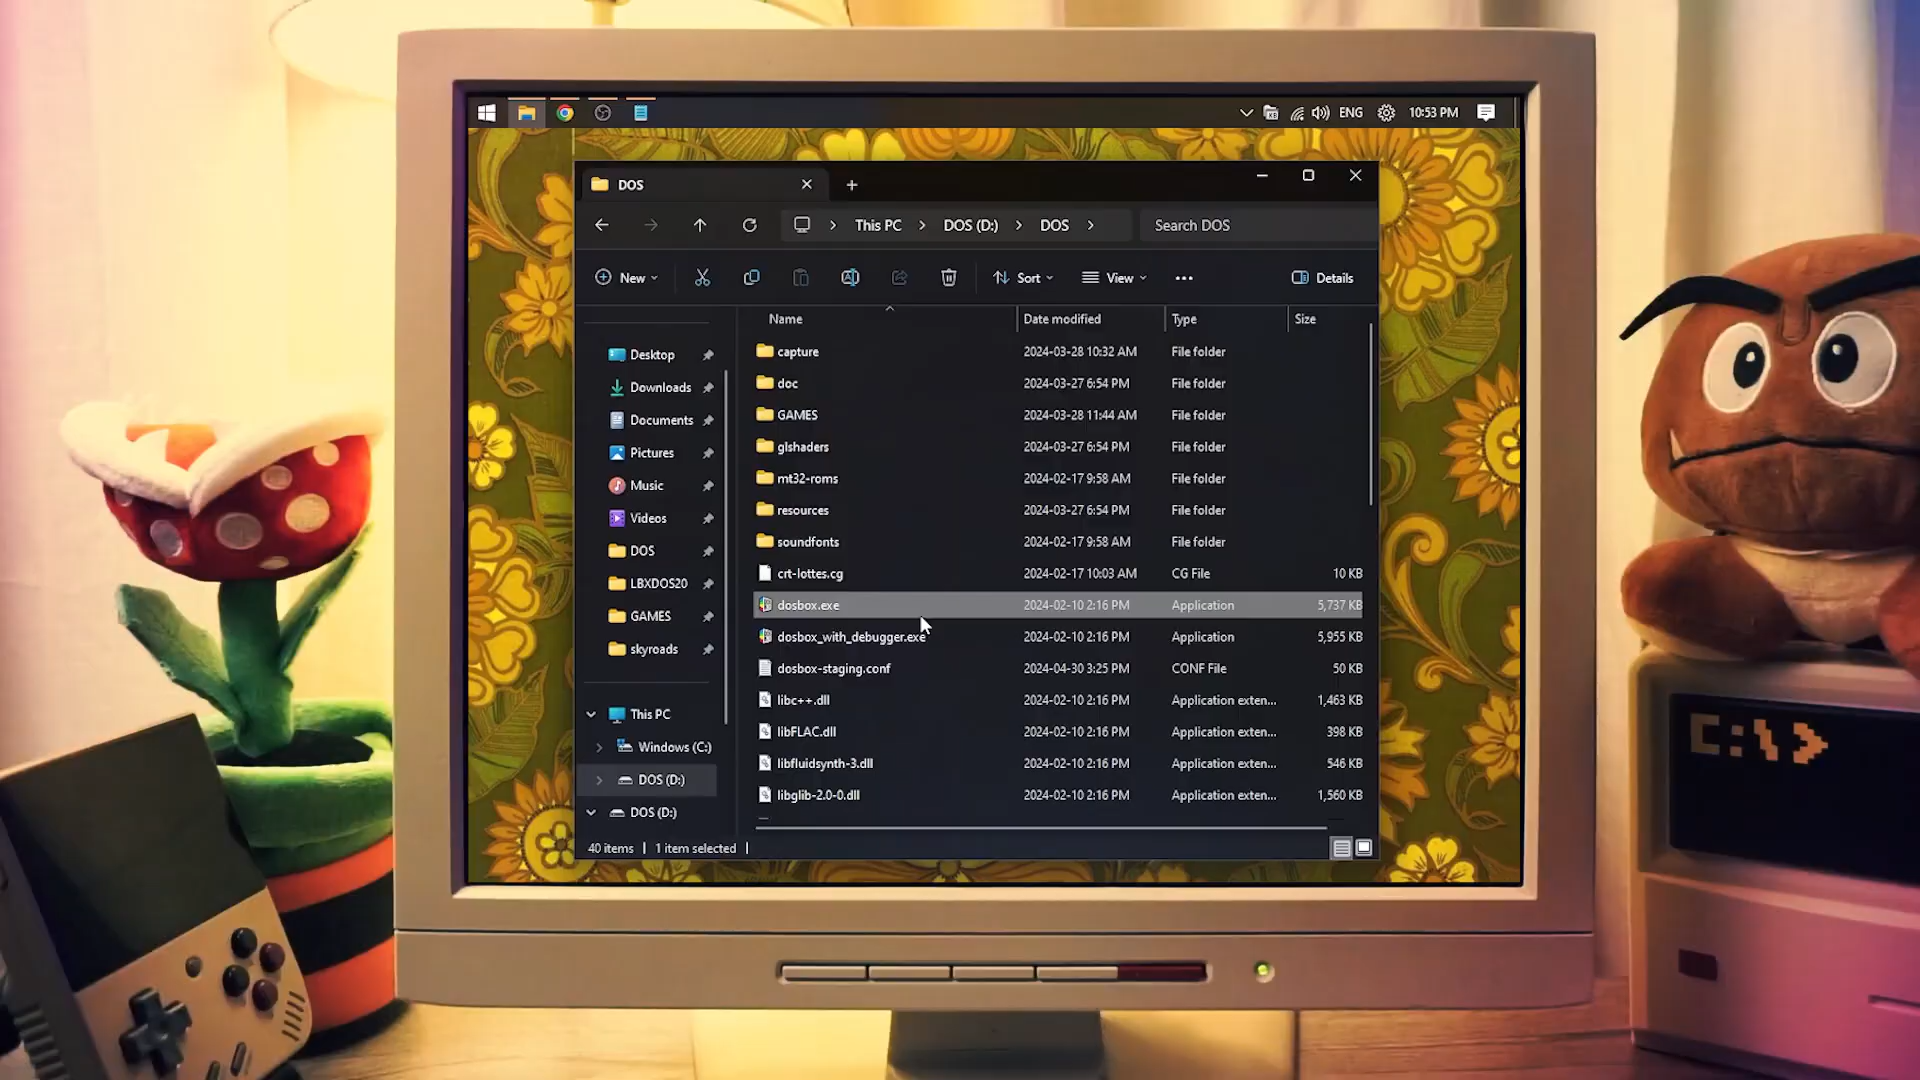 ENG 10:53 PM
DOS
This PC DOS (D:) DOS Search DOS
New Sort View Details
Name Date modified Type Size
Desktop
Downloads
Documents
Pictures
Music
Videos
DOS
LBXDOS20
GAMES
skyroads
This PC
Windows (C:)
DOS (D:)
DOS (D:)
capture 2024-03-28 10:32 AM File folder
doc 2024-03-27 6:54 PM File folder
GAMES 2024-03-28 11:44 AM File folder
glshaders 2024-03-27 6:54 PM File folder
mt32-roms 2024-02-17 9:58 AM File folder
resources 2024-03-27 6:54 PM File folder
soundfonts 2024-02-17 9:58 AM File folder
crt-lottes.cg 2024-02-17 10:03 AM CG File 10 KB
dosbox.exe 2024-02-10 2:16 PM Application 5,737 KB
dosbox_with_debugger.exe 2024-02-10 2:16 PM Application 5,955 KB
dosbox-staging.conf 2024-04-30 3:25 PM CONF File 50 KB
libc++.dll 2024-02-10 2:16 PM Application exten... 1,463 KB
libFLAC.dll 2024-02-10 2:16 PM Application exten... 398 KB
libfluidsynth-3.dll 2024-02-10 2:16 PM Application exten... 546 KB
libglib-2.0-0.dll 2024-02-10 2:16 PM Application exten... 1,560 KB
40 items 1 item selected
C:\>